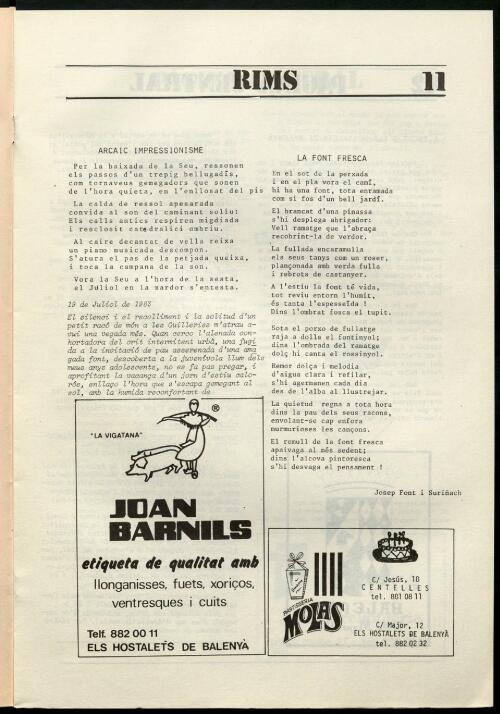 RIMS
11
ARCAIC IMPRESSIONISME
Per la baixada de la Seu, ressonen
els passos d'un trepig bellugadís,
com tornaveus gemegadors que sonen
de l'hora quieta, en l'enllosat del pis
La calda de ressol apesarada
convida al son del caminant soliu:
Els calls antics respiren migdiada
i resclosit catedralici ombriu.
Al caire decantat de vella reixa
un piano musicada descompon.
S'atura el pas de la petjada queixa,
i toca la campana de la son.
Vora la Seu a l'hora de la sesta,
el Juliol en la xardor s'entesta.
19 de Juliol de 1983
El silenci i el recolliment i la solitud d'un
petit racó de món a les Guilleries m'atrau a-
vui una vegada més. Quan cerco l'alenada con-
hortadora del crit intermitent urbà, una fugi
da a la invitació de pau asserenada d'una ama
gada font, descoberta a la jovenívola llum dels
meus anys adolescents, no se fa pas pregar, i
aprofitant la vacança d'un jorn d'estiu calo-
rós, enllaço l'hora que s'escapa gemegant al
sol, amb la humida reconfortant de
LA FONT FRESCA
En el sot de la perxada
i en el pla vora el camí,
hi ha una font, tota enramada
com si fos d'un bell jardí.
El brancat d'una pinassa
s'hi desplega abrigador:
Vell ramatge que l'abraça
recobrint-la de verdor.
La fullada encaramulla
els seus tanys com un roser,
plançonada amb verda fulla
i rebrots de castanyer.
A l'estiu la font té vida,
tot reviu entorn l'humit,
és tanta l'espesseïda !
Dins l'ombrat fosca el tupit.
Sota el porxo de fullatge
raja a dolls el fontinyol;
dins l'ombrada del ramatge
dolç hi canta el rossinyol.
Remor dolça i melodia
d'aigua clara i refilar,
s'hi agermanen cada dia
des de l'alba al llustrejar.
La quietud regna a tota hora
dins la pau dels seus racons,
envolant-se cap enfora
murmurioses les cançons.
El remull de la font fresca
apaivaga al més sedent;
dins l'alcova pintoresca
s'hi desvaga el pensament !
Josep Font i Suriñach
"LA VIGATANA"
®
JOAN
BARNILS
etiqueta de qualitat amb
llonganisses, fuets, xoriços,
ventresques i cuits
Telf. 882 00 11
ELS HOSTALETS DE BALENYÀ
PASTISSERIA
MOLAS
C/ Jesús, 10
CENTELLES
tel. 881 08 11
C/ Major, 12
ELS HOSTALETS DE BALENYÀ
tel. 882 02 32